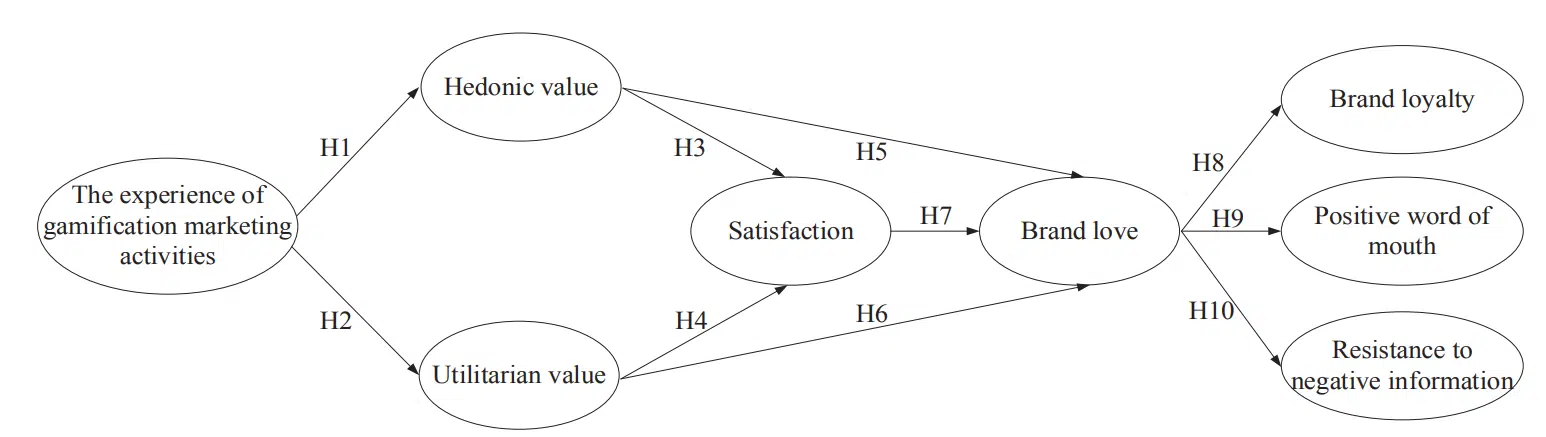 Hedonic value
Brand loyalty
H1
H3
H5
H8
The experience of
gamification marketing
activities
Satisfaction
H7
Brand love
H9
Positive word of
mouth
H2
H4
H6
H10
Utilitarian value
Resistance to
negative information